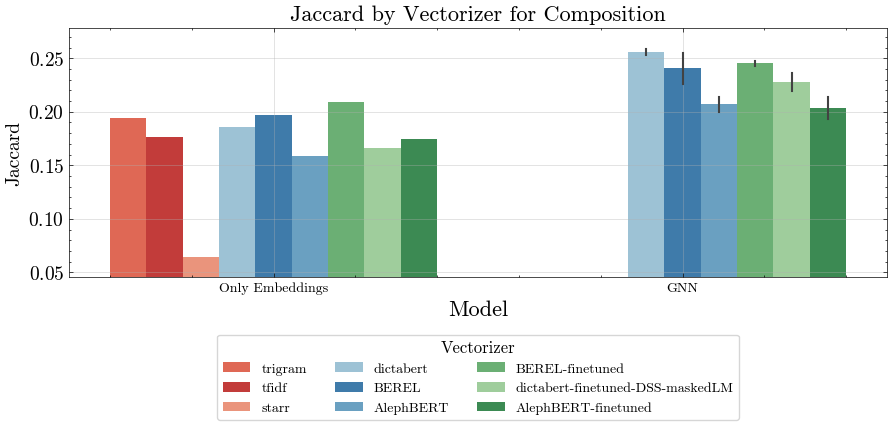 Jaccard by Vectorizer for Composition
Jaccard
0.25
0.20
0.15
0.10
0.05
Only Embeddings GNN
Model
Vectorizer
trigram dictabert BEREL-finetuned
tfidf BEREL dictabert-finetuned-DSS-maskedLM
starr AlephBERT AlephBERT-finetuned